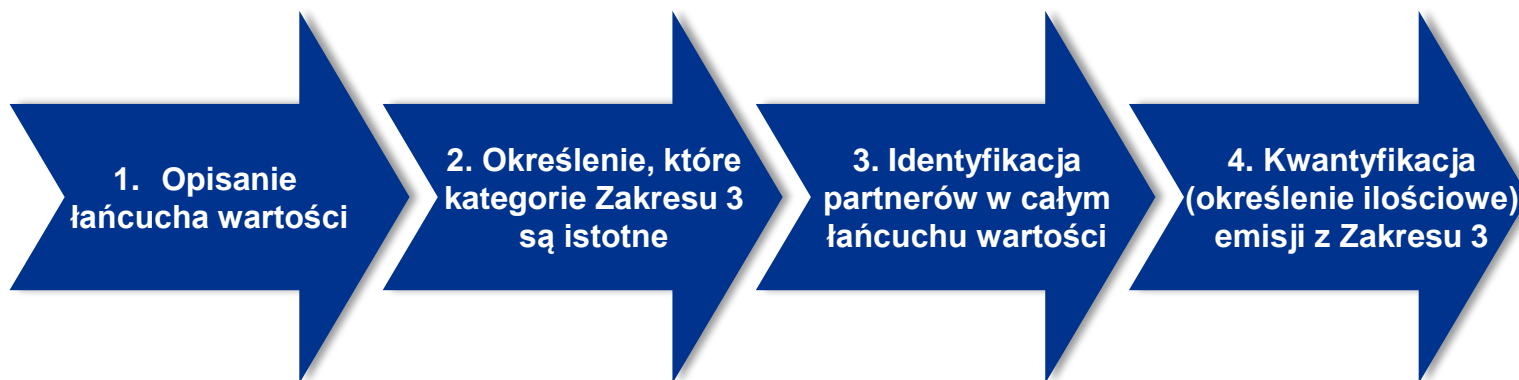 1. Opisanie
łańcucha wartości
2. Określenie, które
kategorie Zakresu 3
są istotne
3. Identyfikacja
partnerów w całym
łańcuchu wartości
4. Kwantyfikacja
(określenie ilościowe)
emisji z Zakresu 3